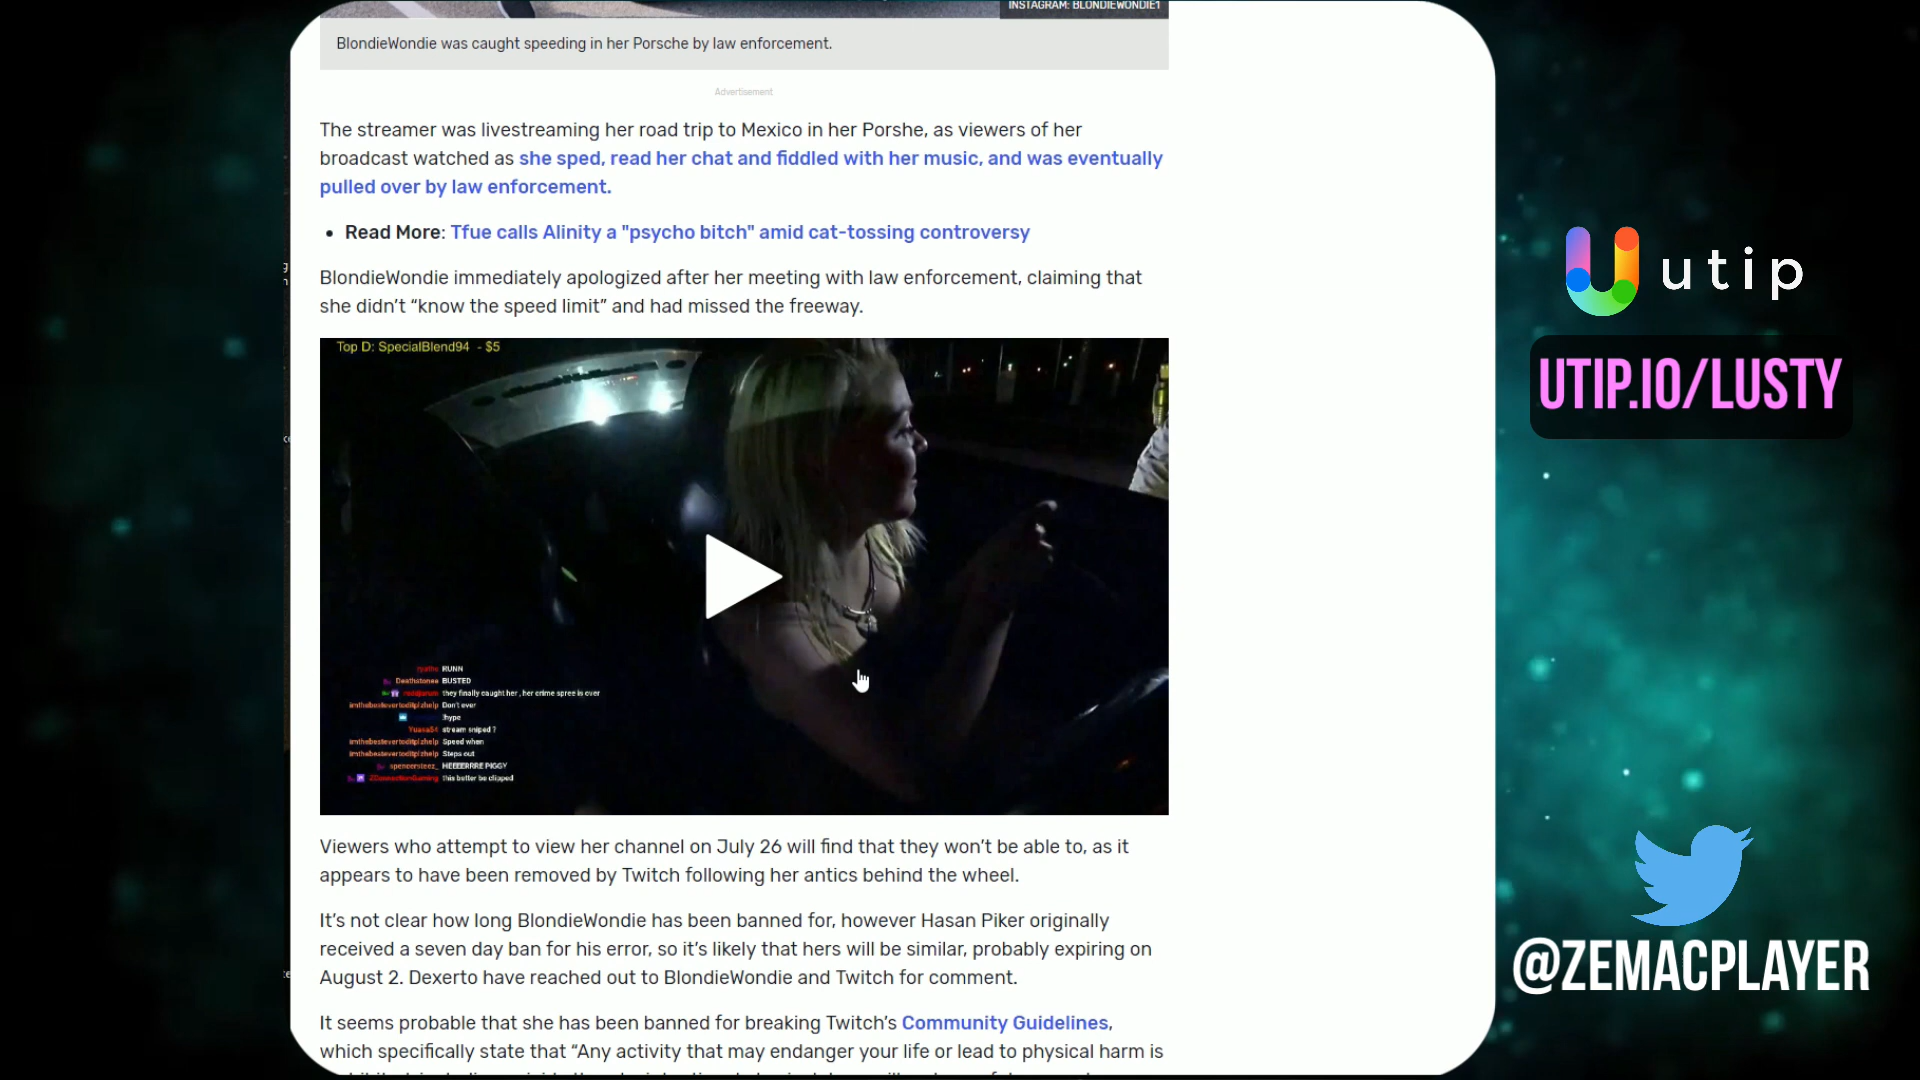 INSTAGRAM: BLONDIEWONDIE1
BlondieWondie was caught speeding in her Porsche by law enforcement.
Advertisement
The streamer was livestreaming her road trip to Mexico in her Porshe, as viewers of her
broadcast watched as she sped, read her chat and fiddled with her music, and was eventually
pulled over by law enforcement.
• Read More: Tfue calls Alinity a "psycho bitch" amid cat-tossing controversy
BlondieWondie immediately apologized after her meeting with law enforcement, claiming that
she didn’t “know the speed limit” and had missed the freeway.
Top D: SpecialBlend94 - $5
RUNN
Deathstonee BUSTED
they finally caught her , her crime spree is over
Don't ever
!hype
stream sniped ?
Speed when
Steps out
spencersteez_ HEEEERRRE PIGGY
this better be clipped
Viewers who attempt to view her channel on July 26 will find that they won’t be able to, as it
appears to have been removed by Twitch following her antics behind the wheel.
It’s not clear how long BlondieWondie has been banned for, however Hasan Piker originally
received a seven day ban for his error, so it’s likely that hers will be similar, probably expiring on
August 2. Dexerto have reached out to BlondieWondie and Twitch for comment.
It seems probable that she has been banned for breaking Twitch’s Community Guidelines,
which specifically state that “Any activity that may endanger your life or lead to physical harm is
utip
UTIP.IO/LUSTY
@ZEMACPLAYER